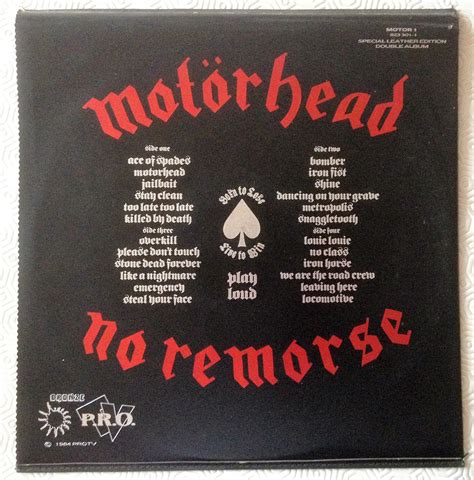 MOTOR 1
823 301-1
SPECIAL LEATHER EDITION
DOUBLE ALBUM
motörhead
side one
ace of spades
motorhead
jailbait
stay clean
too late too late
killed by death
side two
bomber
iron fist
shine
dancing on your grave
metropolis
snaggletooth
Born to Lose
Live to Win
side three
overkill
please don't touch
stone dead forever
like a nightmare
emergency
steal your face
side four
louie louie
no class
iron horse
we are the road crew
leaving here
locomotive
play
loud
no remorse
BRONZE
P.R.O.
© 1984 PROTV